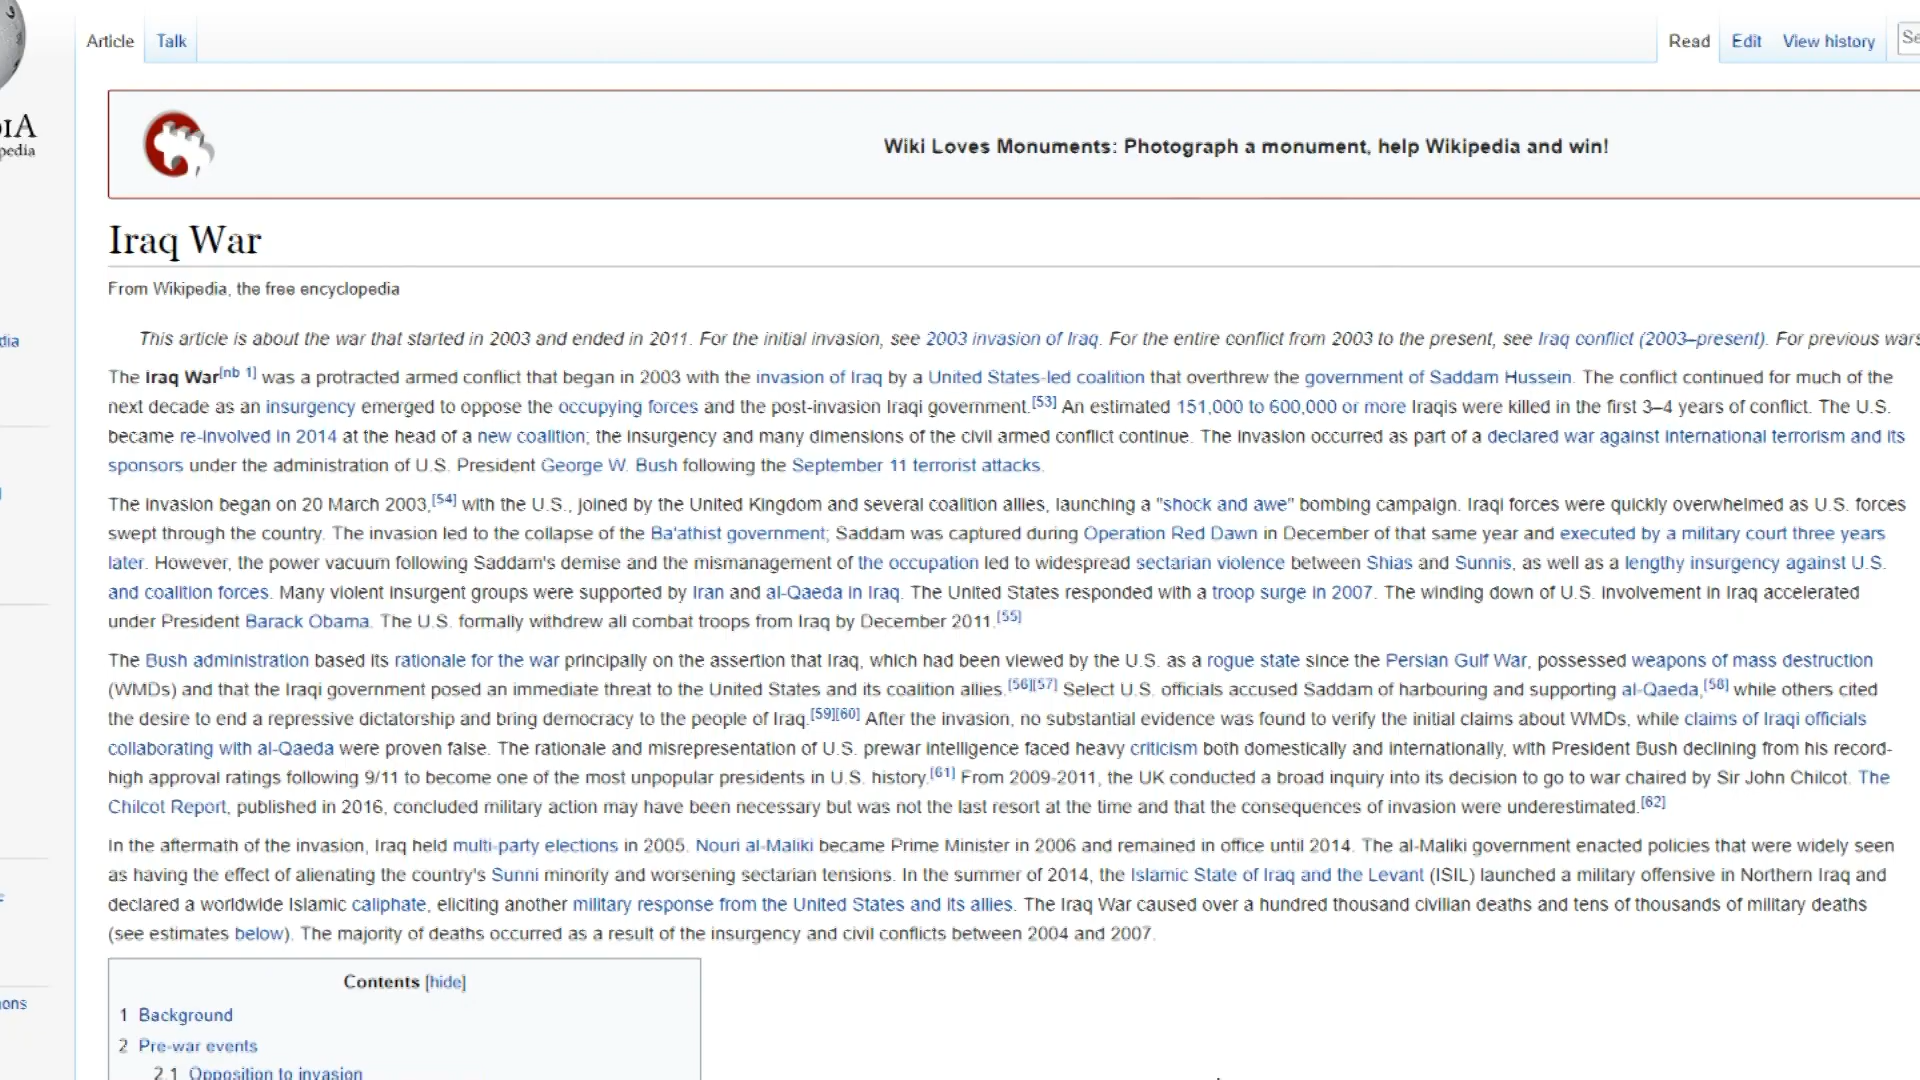 Article Talk Read Edit View history Se
Wiki Loves Monuments: Photograph a monument, help Wikipedia and win!
Iraq War
From Wikipedia, the free encyclopedia
This article is about the war that started in 2003 and ended in 2011. For the initial invasion, see 2003 invasion of Iraq. For the entire conflict from 2003 to the present, see Iraq conflict (2003–present). For previous wars
The Iraq War[nb 1] was a protracted armed conflict that began in 2003 with the invasion of Iraq by a United States-led coalition that overthrew the government of Saddam Hussein. The conflict continued for much of the
next decade as an insurgency emerged to oppose the occupying forces and the post-invasion Iraqi government.[53] An estimated 151,000 to 600,000 or more Iraqis were killed in the first 3–4 years of conflict. The U.S.
became re-involved in 2014 at the head of a new coalition; the insurgency and many dimensions of the civil armed conflict continue. The invasion occurred as part of a declared war against international terrorism and its
sponsors under the administration of U.S. President George W. Bush following the September 11 terrorist attacks.
The invasion began on 20 March 2003,[54] with the U.S., joined by the United Kingdom and several coalition allies, launching a "shock and awe" bombing campaign. Iraqi forces were quickly overwhelmed as U.S. forces
swept through the country. The invasion led to the collapse of the Ba'athist government; Saddam was captured during Operation Red Dawn in December of that same year and executed by a military court three years
later. However, the power vacuum following Saddam's demise and the mismanagement of the occupation led to widespread sectarian violence between Shias and Sunnis, as well as a lengthy insurgency against U.S.
and coalition forces. Many violent insurgent groups were supported by Iran and al-Qaeda in Iraq. The United States responded with a troop surge in 2007. The winding down of U.S. involvement in Iraq accelerated
under President Barack Obama. The U.S. formally withdrew all combat troops from Iraq by December 2011.[55]
The Bush administration based its rationale for the war principally on the assertion that Iraq, which had been viewed by the U.S. as a rogue state since the Persian Gulf War, possessed weapons of mass destruction
(WMDs) and that the Iraqi government posed an immediate threat to the United States and its coalition allies.[56][57] Select U.S. officials accused Saddam of harbouring and supporting al-Qaeda,[58] while others cited
the desire to end a repressive dictatorship and bring democracy to the people of Iraq.[59][60] After the invasion, no substantial evidence was found to verify the initial claims about WMDs, while claims of Iraqi officials
collaborating with al-Qaeda were proven false. The rationale and misrepresentation of U.S. prewar intelligence faced heavy criticism both domestically and internationally, with President Bush declining from his record-
high approval ratings following 9/11 to become one of the most unpopular presidents in U.S. history.[61] From 2009-2011, the UK conducted a broad inquiry into its decision to go to war chaired by Sir John Chilcot. The
Chilcot Report, published in 2016, concluded military action may have been necessary but was not the last resort at the time and that the consequences of invasion were underestimated.[62]
In the aftermath of the invasion, Iraq held multi-party elections in 2005. Nouri al-Maliki became Prime Minister in 2006 and remained in office until 2014. The al-Maliki government enacted policies that were widely seen
as having the effect of alienating the country's Sunni minority and worsening sectarian tensions. In the summer of 2014, the Islamic State of Iraq and the Levant (ISIL) launched a military offensive in Northern Iraq and
declared a worldwide Islamic caliphate, eliciting another military response from the United States and its allies. The Iraq War caused over a hundred thousand civilian deaths and tens of thousands of military deaths
(see estimates below). The majority of deaths occurred as a result of the insurgency and civil conflicts between 2004 and 2007.
Contents [hide]
1 Background
2 Pre-war events
2.1 Opposition to invasion